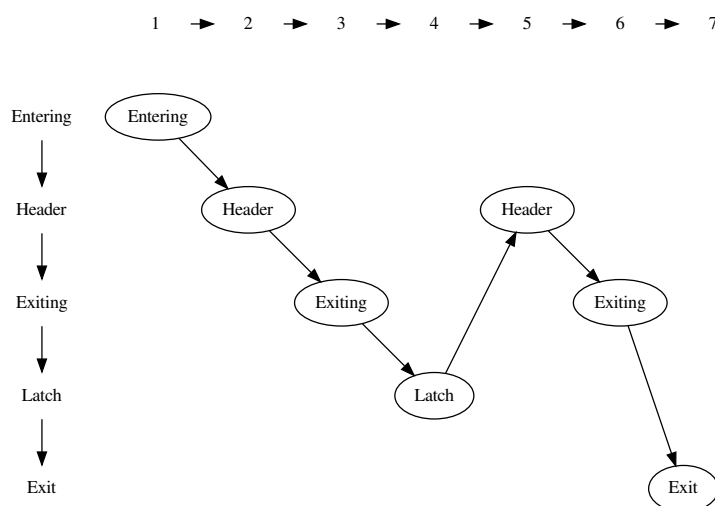 1 2 3 4 5 6 7
Entering Entering
Header Header Header
Exiting Exiting Exiting
Latch Latch
Exit Exit